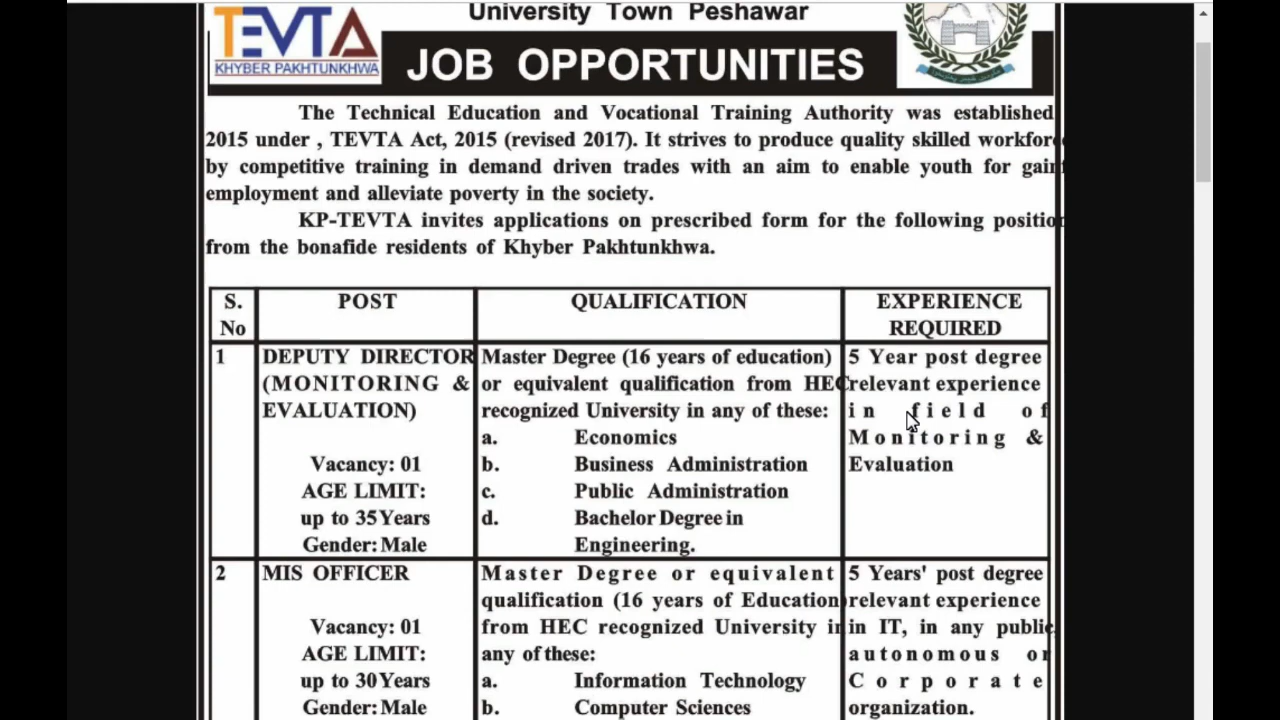 University Town Peshawar
TEVTA
KHYBER PAKHTUNKHWA
JOB OPPORTUNITIES
The Technical Education and Vocational Training Authority was established
2015 under , TEVTA Act, 2015 (revised 2017). It strives to produce quality skilled workforc
by competitive training in demand driven trades with an aim to enable youth for gainf
employment and alleviate poverty in the society.
KP-TEVTA invites applications on prescribed form for the following position
from the bonafide residents of Khyber Pakhtunkhwa.
S. No
POST
QUALIFICATION
EXPERIENCE REQUIRED
1
DEPUTY DIRECTOR
(MONITORING &
EVALUATION)
Vacancy: 01
AGE LIMIT:
up to 35 Years
Gender: Male
Master Degree (16 years of education)
or equivalent qualification from HEC
recognized University in any of these:
a. Economics
b. Business Administration
c. Public Administration
d. Bachelor Degree in
Engineering.
5 Year post degree
relevant experience
in field of
Monitoring &
Evaluation
2
MIS OFFICER
Vacancy: 01
AGE LIMIT:
up to 30 Years
Gender: Male
Master Degree or equivalent
qualification (16 years of Education)
from HEC recognized University in
any of these:
a. Information Technology
b. Computer Sciences
5 Years' post degree
relevant experience
in IT, in any public,
autonomous or
Corporate
organization.